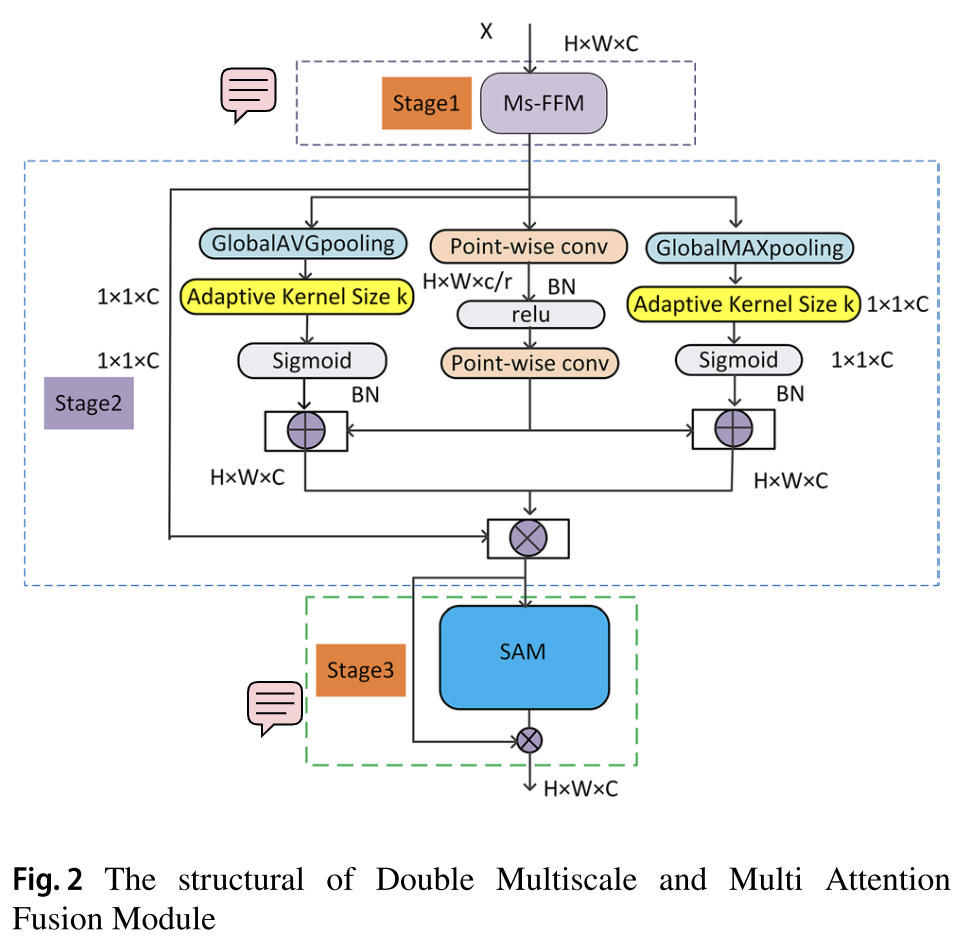 X
H×W×C
Stage1
Ms-FFM
GlobalAVGpooling
Point-wise conv
GlobalMAXpooling
H×W×c/r
BN
1×1×C
Adaptive Kernel Size k
Adaptive Kernel Size k
1×1×C
relu
1×1×C
Sigmoid
Point-wise conv
Sigmoid
1×1×C
Stage2
BN
BN
H×W×C
H×W×C
SAM
Stage3
H×W×C
Fig. 2 The structural of Double Multiscale and Multi Attention
Fusion Module